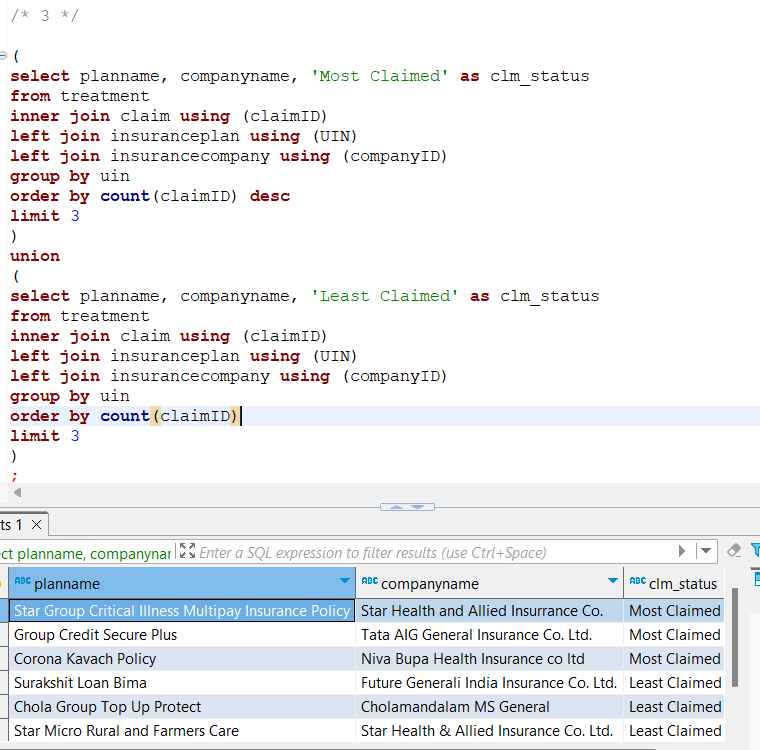 /* 3 */
(
select planname, companyname, 'Most Claimed' as clm_status
from treatment
inner join claim using (claimID)
left join insuranceplan using (UIN)
left join insurancecompany using (companyID)
group by uin
order by count(claimID) desc
limit 3
)
union
(
select planname, companyname, 'Least Claimed' as clm_status
from treatment
inner join claim using (claimID)
left join insuranceplan using (UIN)
left join insurancecompany using (companyID)
group by uin
order by count(claimID)
limit 3
)
;
ts 1
ct planname, companynar Enter a SQL expression to filter results (use Ctrl+Space)
ABC planname ABC companyname ABC clm_status
Star Group Critical Illness Multipay Insurance Policy Star Health and Allied Insurrance Co. Most Claimed
Group Credit Secure Plus Tata AIG General Insurance Co. Ltd. Most Claimed
Corona Kavach Policy Niva Bupa Health Insurance co ltd Most Claimed
Surakshit Loan Bima Future Generali India Insurance Co. Ltd. Least Claimed
Chola Group Top Up Protect Cholamandalam MS General Least Claimed
Star Micro Rural and Farmers Care Star Health & Allied Insurance Co. Ltd. Least Claimed